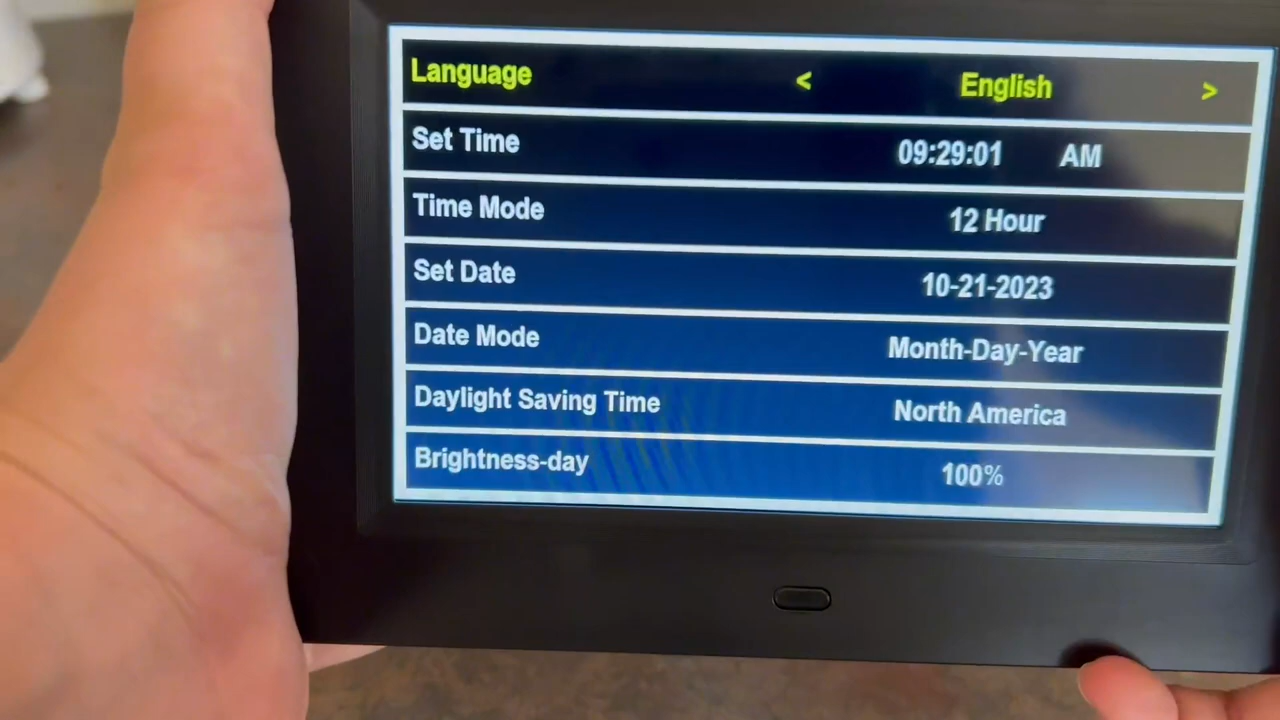 Language < English >
Set Time 09:29:01 AM
Time Mode 12 Hour
Set Date 10-21-2023
Date Mode Month-Day-Year
Daylight Saving Time North America
Brightness-day 100%